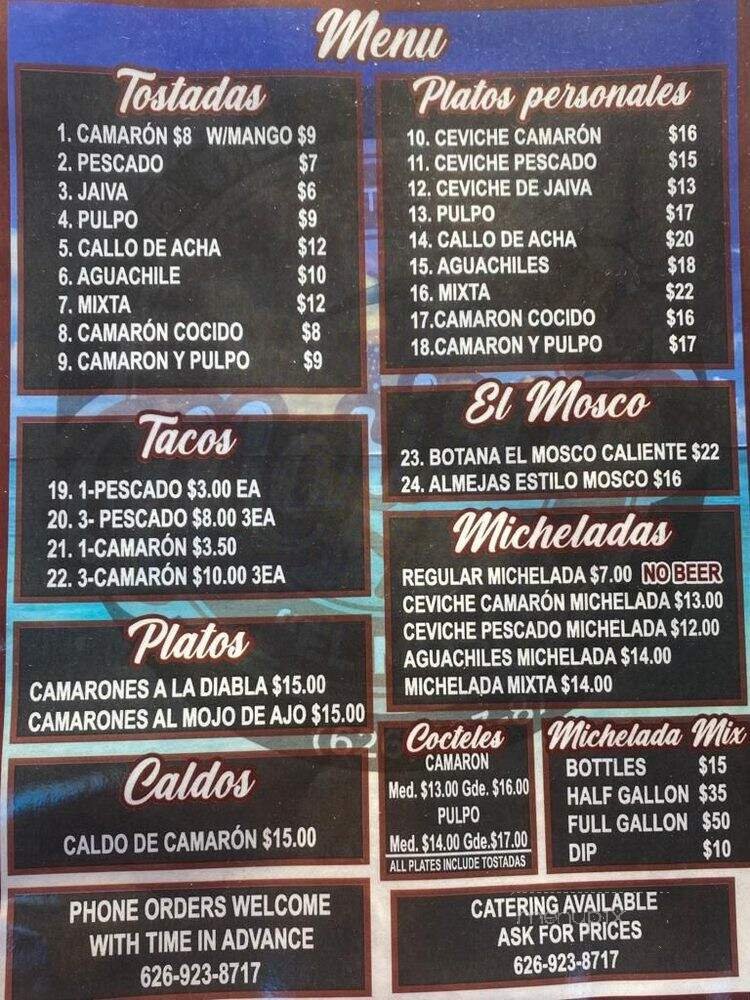 Menu
Tostadas
1. CAMARÓN $8 W/MANGO $9
2. PESCADO $7
3. JAIVA $6
4. PULPO $9
5. CALLO DE ACHA $12
6. AGUACHILE $10
7. MIXTA $12
8. CAMARÓN COCIDO $8
9. CAMARON Y PULPO $9
Platos personales
10. CEVICHE CAMARÓN $16
11. CEVICHE PESCADO $15
12. CEVICHE DE JAIVA $13
13. PULPO $17
14. CALLO DE ACHA $20
15. AGUACHILES $18
16. MIXTA $22
17.CAMARON COCIDO $16
18.CAMARON Y PULPO $17
Tacos
19. 1-PESCADO $3.00 EA
20. 3- PESCADO $8.00 3EA
21. 1-CAMARÓN $3.50
22. 3-CAMARÓN $10.00 3EA
El Mosco
23. BOTANA EL MOSCO CALIENTE $22
24. ALMEJAS ESTILO MOSCO $16
Micheladas
REGULAR MICHELADA $7.00 NO BEER
CEVICHE CAMARÓN MICHELADA $13.00
CEVICHE PESCADO MICHELADA $12.00
AGUACHILES MICHELADA $14.00
MICHELADA MIXTA $14.00
Platos
CAMARONES A LA DIABLA $15.00
CAMARONES AL MOJO DE AJO $15.00
Caldos
CALDO DE CAMARÓN $15.00
Cocteles
CAMARON
Med. $13.00 Gde. $16.00
PULPO
Med. $14.00 Gde.$17.00
ALL PLATES INCLUDE TOSTADAS
Michelada Mix
BOTTLES $15
HALF GALLON $35
FULL GALLON $50
DIP $10
PHONE ORDERS WELCOME
WITH TIME IN ADVANCE
626-923-8717
CATERING AVAILABLE
menupix
ASK FOR PRICES
626-923-8717